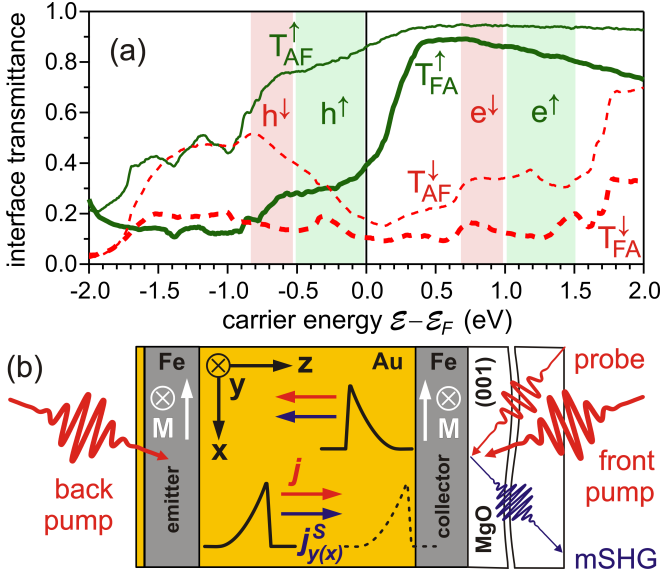 (a)
interface transmittance
1.0
0.8
0.6
0.4
0.2
0.0
T↑AF
T↑FA
h↓
h↑
e↓
e↑
T↓AF
T↓FA
-2.0 -1.5 -1.0 -0.5 0.0 0.5 1.0 1.5 2.0
carrier energy ℰ−ℰF (eV)
(b)
Fe
Au
Fe
(001)
probe
z
y
x
M
M
back
pump
emitter
j
jSy(x)
collector
MgO
front
pump
mSHG